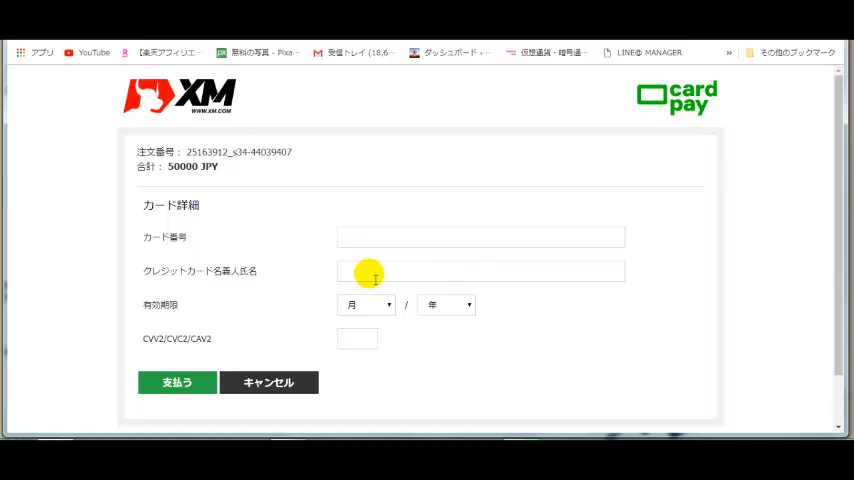 アプリ YouTube 【楽天アフィリエ… 無料の写真 - Pixa… 受信トレイ (18,6… ダッシュボード ‹… 仮想通貨・暗号通… LINE@ MANAGER » その他のブックマーク
XM
WWW.XM.COM
card
pay
注文番号： 25163912_s34-44039407
合計： 50000 JPY
カード詳細
カード番号
クレジットカード名義人氏名
有効期限 月 / 年
CVV2/CVC2/CAV2
支払う キャンセル